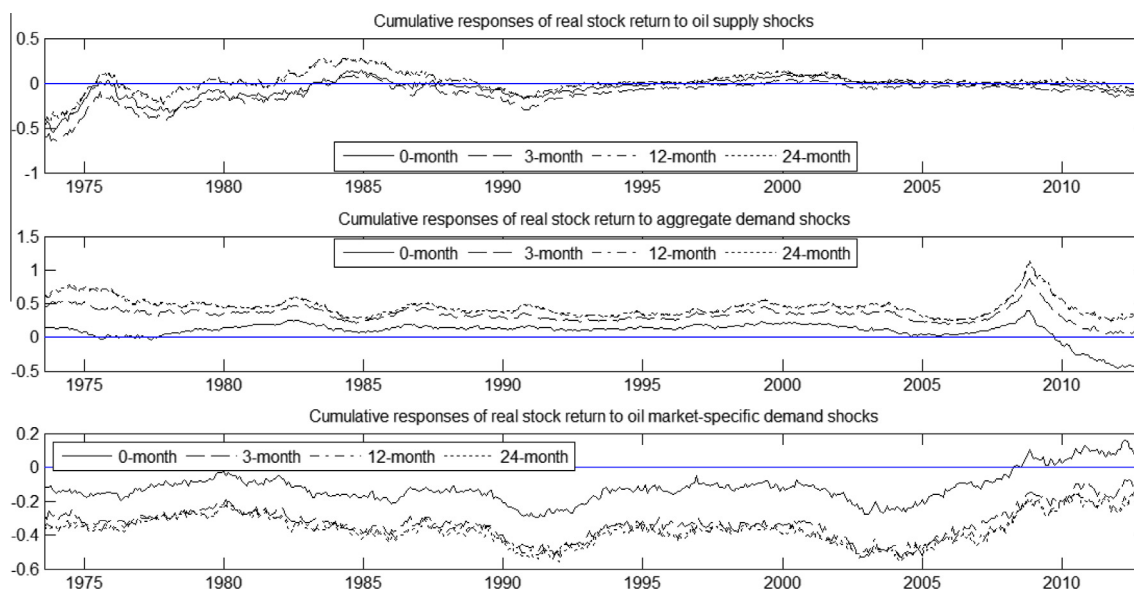 Cumulative responses of real stock return to oil supply shocks
0.5
0
-0.5
-1
0-month 3-month 12-month 24-month
1975 1980 1985 1990 1995 2000 2005 2010
Cumulative responses of real stock return to aggregate demand shocks
1.5
1
0.5
0
-0.5
0-month 3-month 12-month 24-month
1975 1980 1985 1990 1995 2000 2005 2010
Cumulative responses of real stock return to oil market-specific demand shocks
0.2
0
-0.2
-0.4
-0.6
0-month 3-month 12-month 24-month
1975 1980 1985 1990 1995 2000 2005 2010